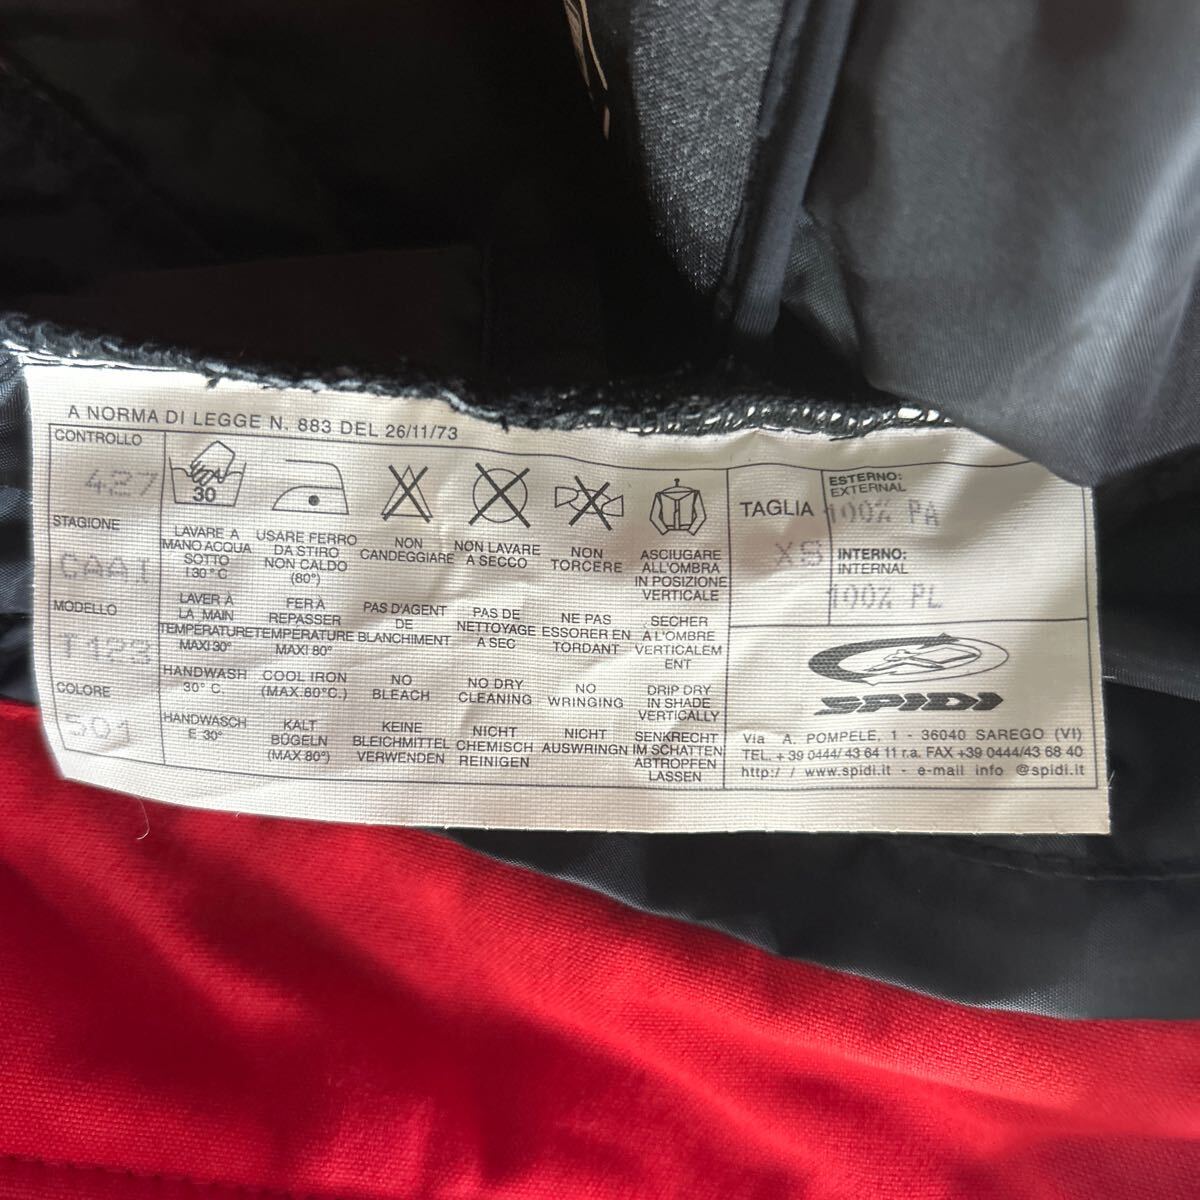 A NORMA DI LEGGE N. 883 DEL 26/11/73
CONTROLLO
427
STAGIONE
CAAI
MODELLO
T123
COLORE
501
30
LAVARE A
MANO ACQUA
SOTTO
I 30° C
LAVER À
LA MAIN
TEMPÉRATURE
MAXI 30°
HANDWASH
30° C.
HANDWASCH
E 30°
USARE FERRO
DA STIRO
NON CALDO
(80°)
FER À
REPASSER
TEMPERATURE
MAXI 80°
COOL IRON
(MAX.80°C.)
KALT
BÜGELN
(MAX 80°)
NON
CANDEGGIARE
PAS D'AGENT
DE
BLANCHIMENT
NO
BLEACH
KEINE
BLEICHMITTEL
VERWENDEN
NON LAVARE
A SECCO
PAS DE
NETTOYAGE
A SEC
NO DRY
CLEANING
NICHT
CHEMISCH
REINIGEN
NON
TORCERE
NE PAS
ESSORER EN
TORDANT
NO
WRINGING
NICHT
AUSWRINGN
ASCIUGARE
ALL'OMBRA
IN POSIZIONE
VERTICALE
SECHER
À L'OMBRE
VERTICALEM
ENT
DRIP DRY
IN SHADE
VERTICALLY
SENKRECHT
IM SCHATTEN
ABTROPFEN
LASSEN
TAGLIA
XS
ESTERNO:
EXTERNAL
100% PA
INTERNO:
INTERNAL
100% PL
SPIDI
Via A. POMPELE, 1 - 36040 SAREGO (VI)
TEL. + 39 0444/ 43 64 11 r.a. FAX +39 0444/43 68 40
http:/ / www.spidi.it - e-mail info @spidi.it